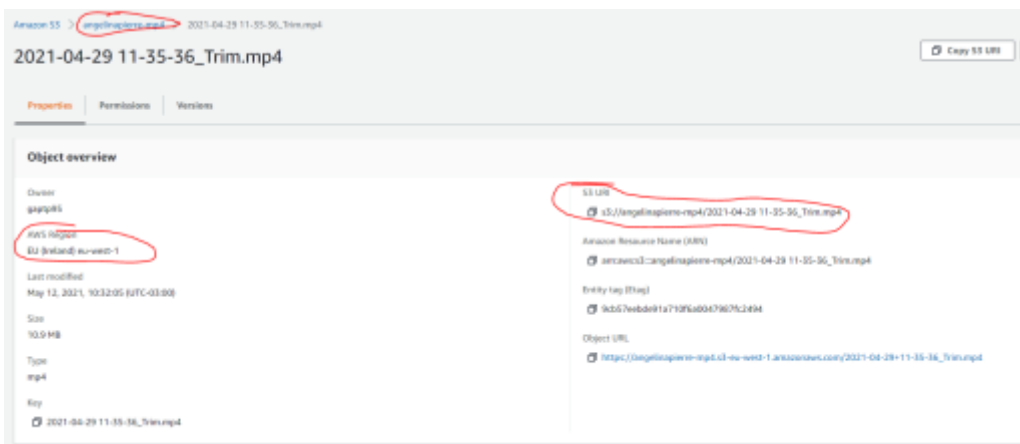 Amazon S3 > angelinapierre-mp4 > 2021-04-29 11-35-36_Trim.mp4
2021-04-29 11-35-36_Trim.mp4
Copy S3 URI
Properties
Permissions
Versions
Object overview
Owner
AWS Region
EU (Ireland) eu-west-1
Last modified
May 12, 2021, 10:32:05 (UTC-03:00)
Size
10.9 MB
Type
mp4
Key
2021-04-29 11-35-36_Trim.mp4
S3 URI
s3://angelinapierre-mp4/2021-04-29 11-35-36_Trim.mp4
Amazon Resource Name (ARN)
arn:aws:s3:::angelinapierre-mp4/2021-04-29 11-35-36_Trim.mp4
Entity tag (Etag)
Object URL
https://angelinapierre-mp4.s3-eu-west-1.amazonaws.com/2021-04-29+11-35-36_Trim.mp4